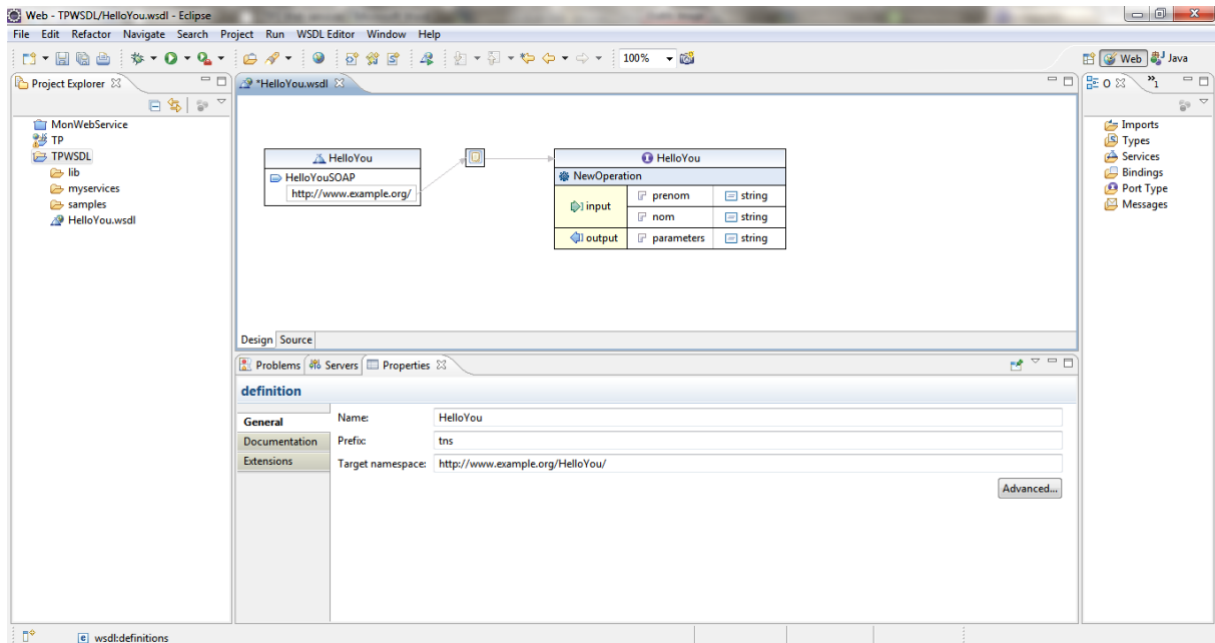 Web - TPWSDL/HelloYou.wsdl - Eclipse
File Edit Refactor Navigate Search Project Run WSDL Editor Window Help
100%
Web
Java
Project Explorer
MonWebService
TP
TPWSDL
lib
myservices
samples
HelloYou.wsdl
*HelloYou.wsdl
HelloYou
HelloYouSOAP
http://www.example.org/
HelloYou
NewOperation
input
prenom string
nom string
output parameters string
Design Source
O
»1
Imports
Types
Services
Bindings
Port Type
Messages
Problems Servers Properties
definition
General
Documentation
Extensions
Name: HelloYou
Prefix: tns
Target namespace: http://www.example.org/HelloYou/
Advanced...
wsdl:definitions